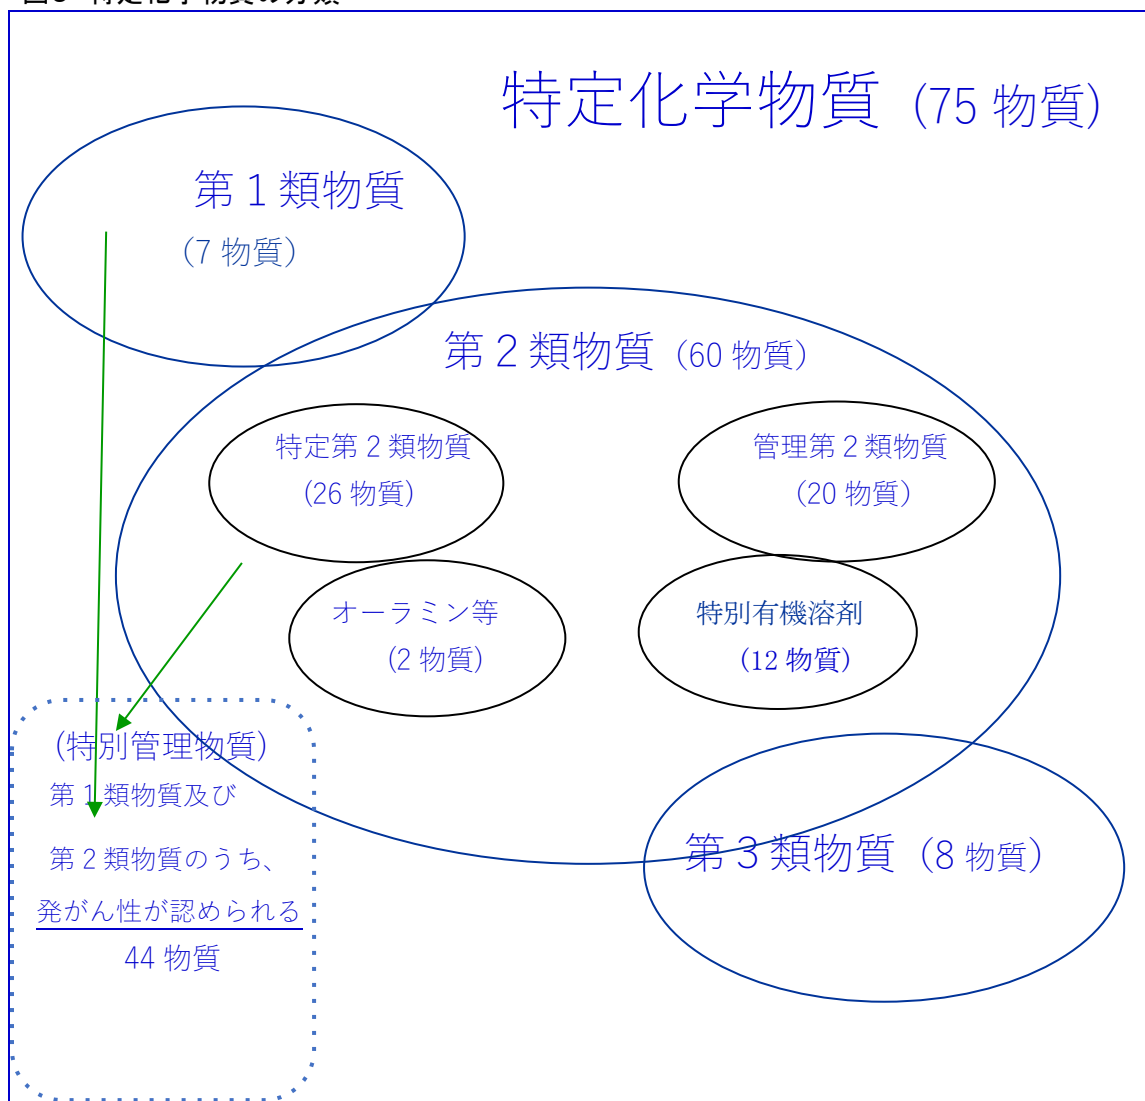 特定化学物質 (75 物質)
第１類物質
(7 物質)
第２類物質 (60 物質)
特定第２類物質
(26 物質)
管理第２類物質
(20 物質)
オーラミン等
(2 物質)
特別有機溶剤
(12 物質)
(特別管理物質)
第１類物質及び
第２類物質のうち、
発がん性が認められる
44 物質
第３類物質 (8 物質)